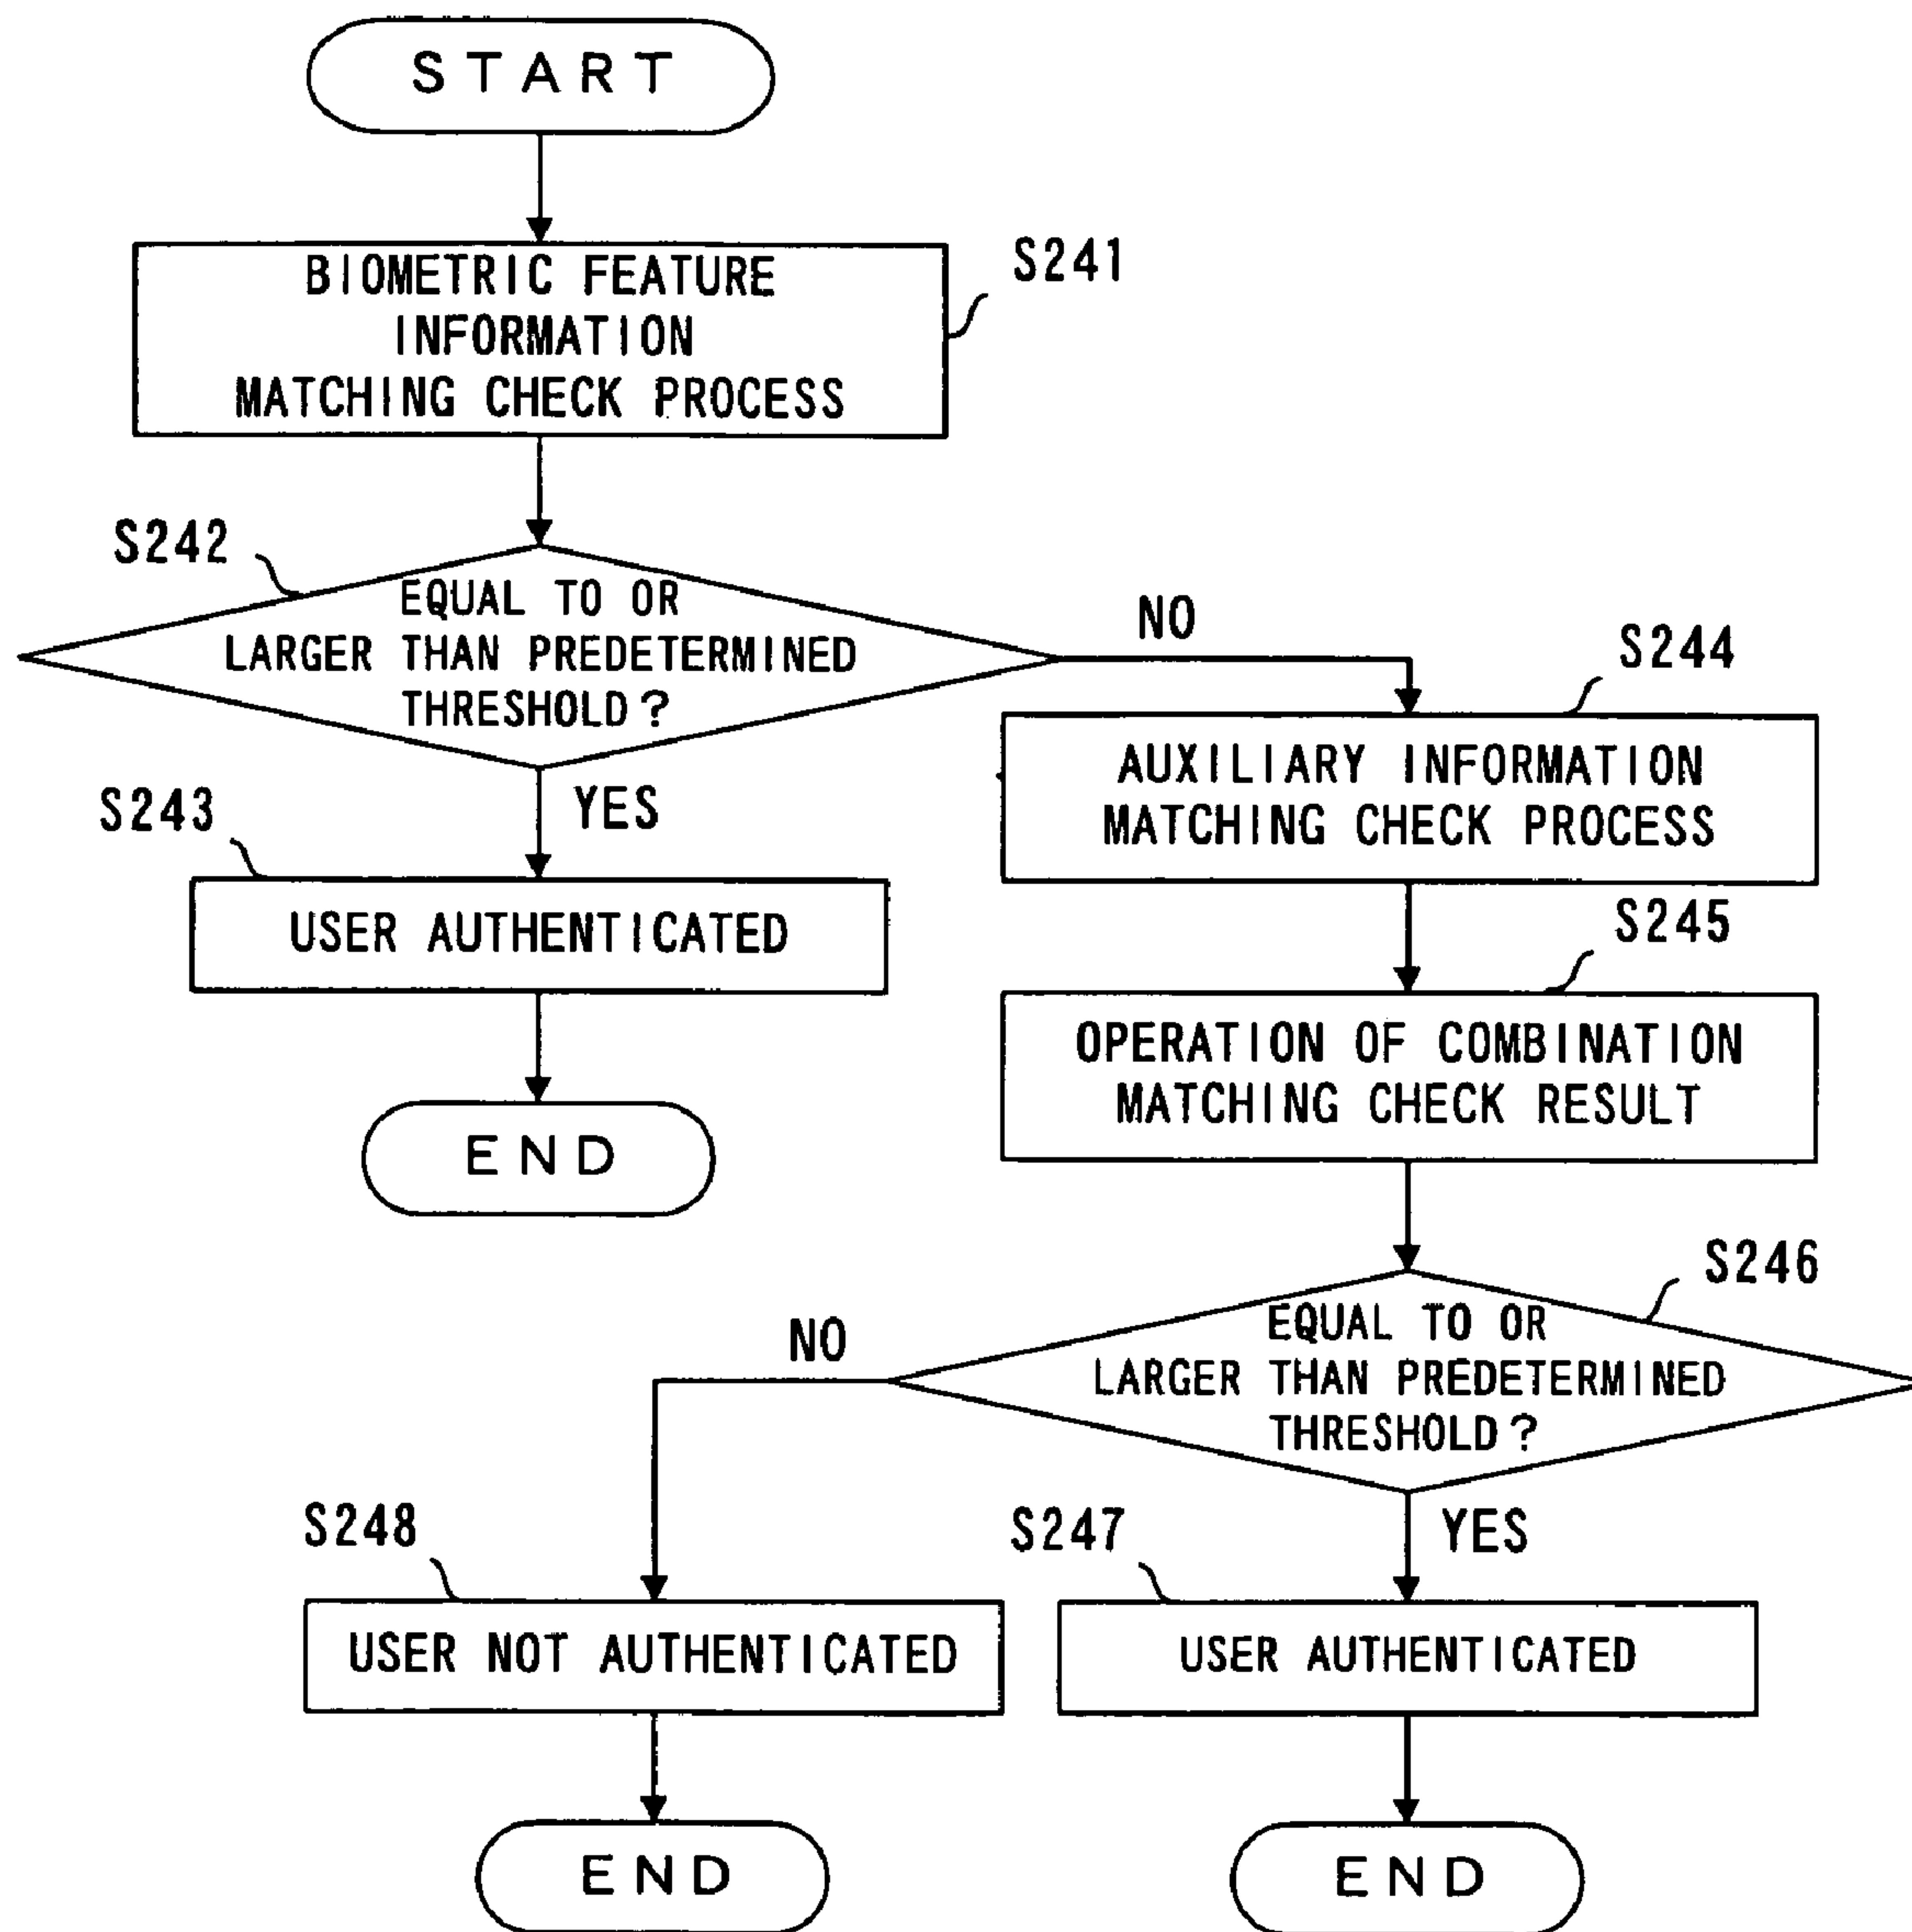 START
BIOMETRIC FEATURE
INFORMATION
MATCHING CHECK PROCESS
S241
S242
EQUAL TO OR
LARGER THAN PREDETERMINED
THRESHOLD?
NO
YES
S243
USER AUTHENTICATED
END
S244
AUXILIARY INFORMATION
MATCHING CHECK PROCESS
S245
OPERATION OF COMBINATION
MATCHING CHECK RESULT
S246
EQUAL TO OR
LARGER THAN PREDETERMINED
THRESHOLD?
NO
YES
S248
USER NOT AUTHENTICATED
END
S247
USER AUTHENTICATED
END